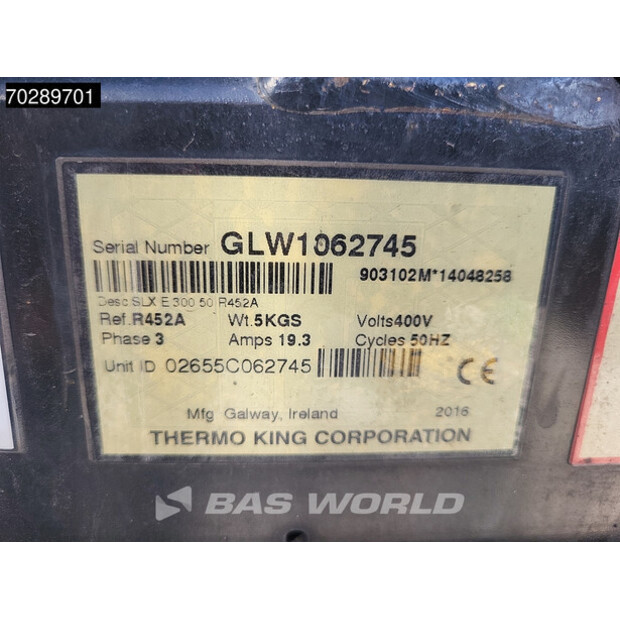 70289701
Serial Number GLW1062745
903102M*14048258
Desc.SLX E 300 50 R452A
Ref.R452A Wt.5KGS Volts400V
Phase 3 Amps 19.3 Cycles 50HZ
Unit ID 02655C062745 CE
Mfg Galway, Ireland 2016
THERMO KING CORPORATION
BAS WORLD